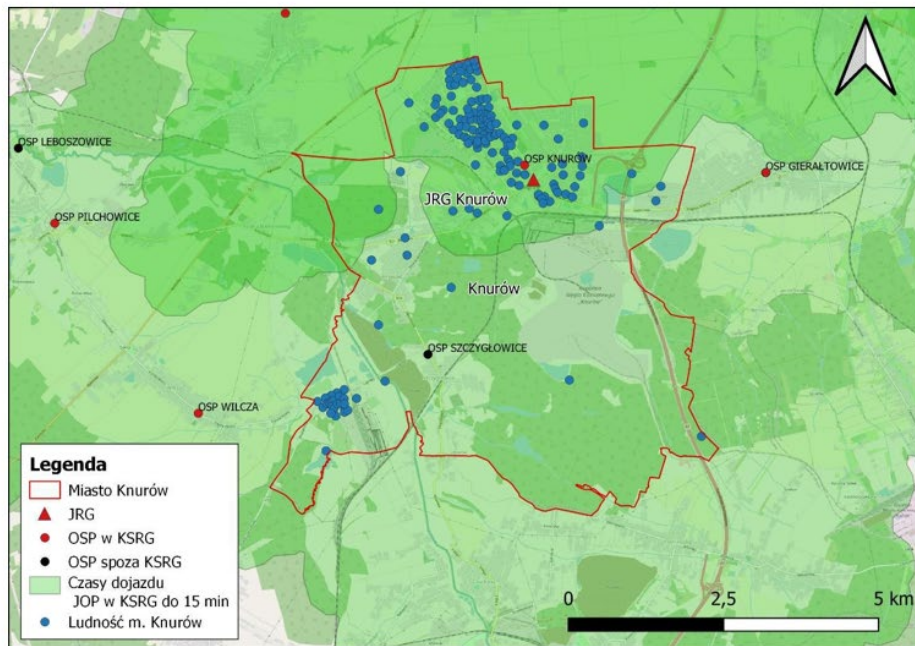 OSP LEBOSZOWICE
OSP KNURÓW
OSP GIERAŁTOWICE
JRG Knurów
OSP PILCHOWICE
Knurów
OSP SZCZYGŁOWICE
OSP WILCZA
Legenda
Miasto Knurów
JRG
OSP w KSRG
OSP spoza KSRG
Czasy dojazdu
JOP w KSRG do 15 min
Ludność m. Knurów
0
2,5
5 km